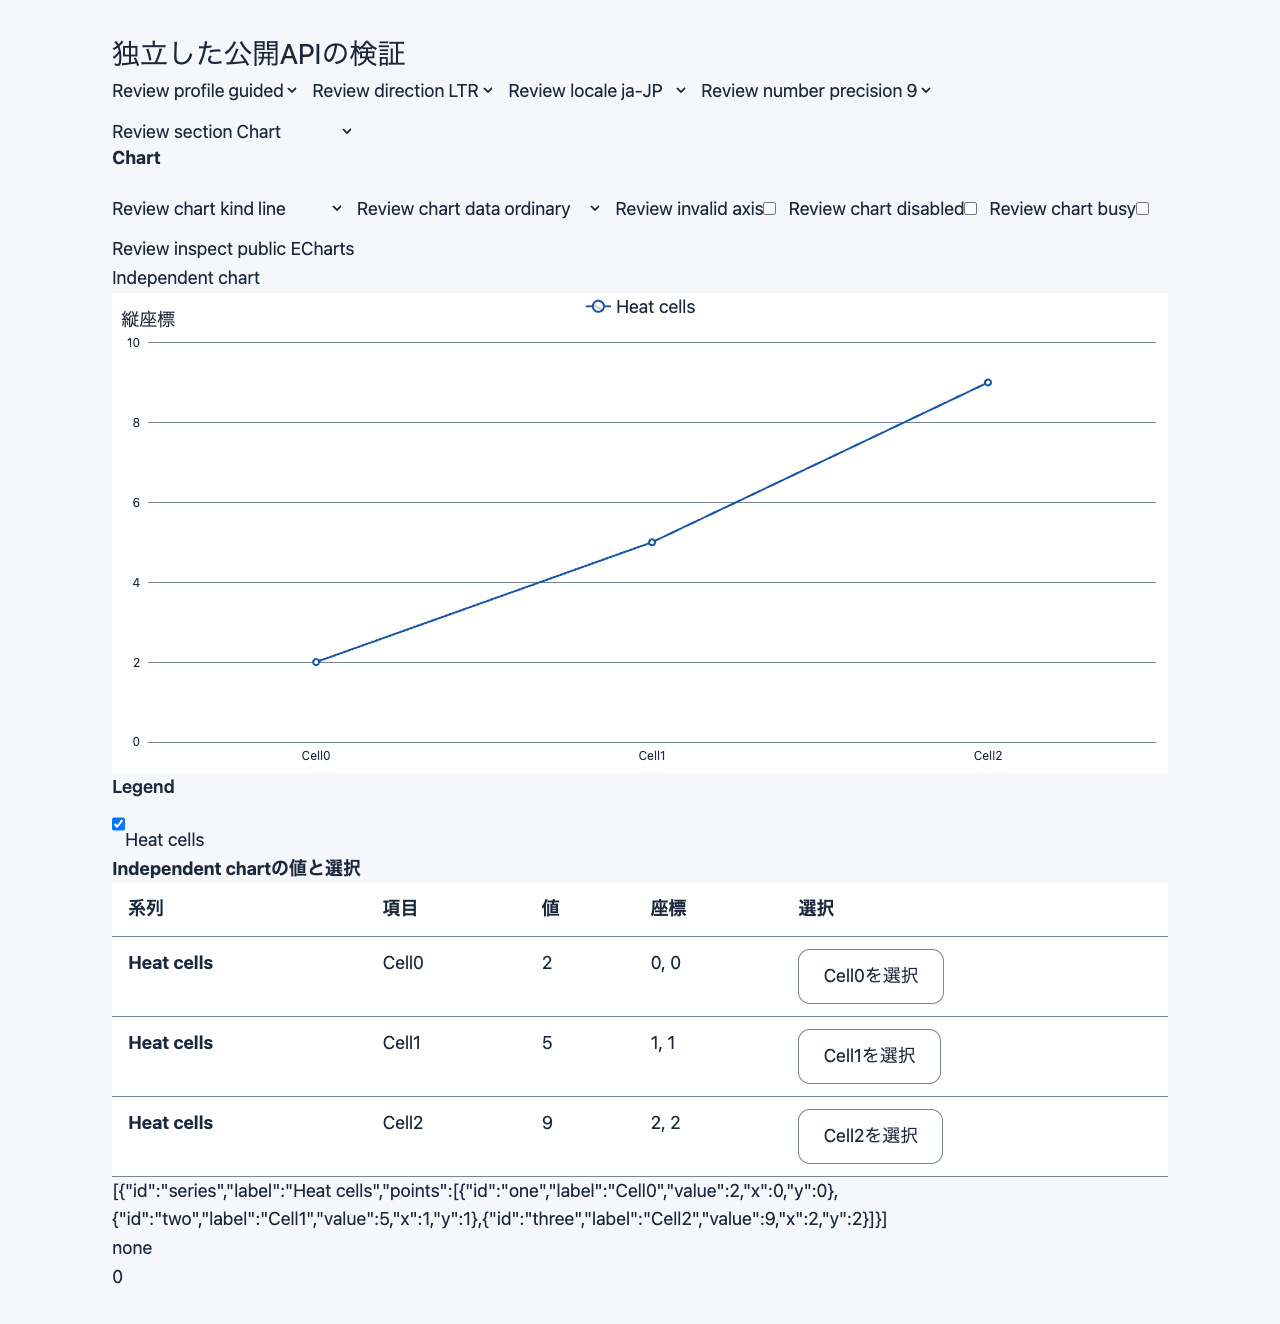 独立した公開APIの検証
Review profile guided Review direction LTR Review locale ja-JP Review number precision 9
Review section Chart
Chart
Review chart kind line Review chart data ordinary Review invalid axis Review chart disabled Review chart busy
Review inspect public ECharts
Independent chart
Heat cells
縦座標
10
8
6
4
2
0
Cell0 Cell1 Cell2
Legend
Heat cells
Independent chartの値と選択
系列 項目 値 座標 選択
Heat cells Cell0 2 0, 0 Cell0を選択
Heat cells Cell1 5 1, 1 Cell1を選択
Heat cells Cell2 9 2, 2 Cell2を選択
[{"id":"series","label":"Heat cells","points":[{"id":"one","label":"Cell0","value":2,"x":0,"y":0},
{"id":"two","label":"Cell1","value":5,"x":1,"y":1},{"id":"three","label":"Cell2","value":9,"x":2,"y":2}]}]
none
0